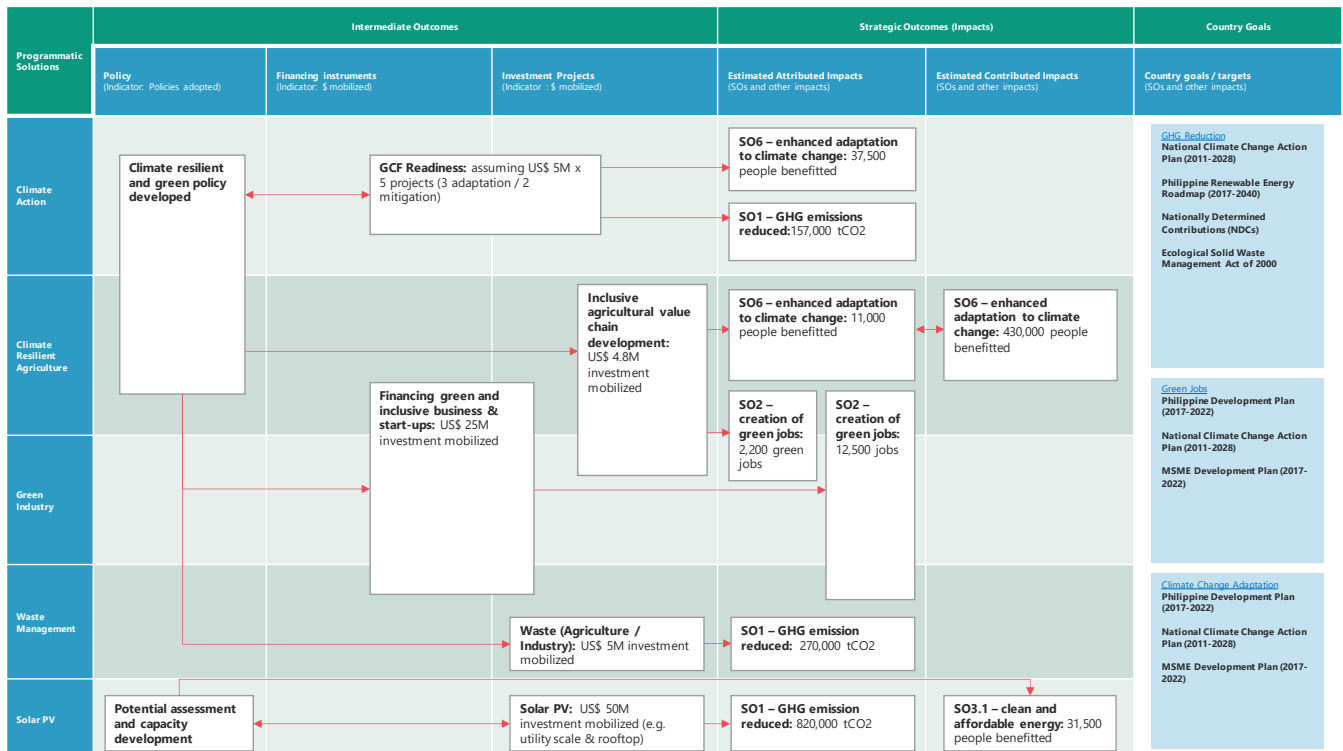 Programmatic
Solutions
Intermediate Outcomes
Strategic Outcomes (Impacts)
Country Goals
Policy
(Indicator: Policies adopted)
Financing instruments
(Indicator: $ mobilized)
Investment Projects
(Indicator : $ mobilized)
Estimated Attributed Impacts
(SOs and other impacts)
Estimated Contributed Impacts
(SOs and other impacts)
Country goals / targets
(SOs and other impacts)
Climate
Action
Climate resilient
and green policy
developed
GCF Readiness: assuming US$ 5M x
5 projects (3 adaptation / 2
mitigation)
SO6 – enhanced adaptation
to climate change: 37,500
people benefitted
SO1 – GHG emissions
reduced:157,000 tCO2
Climate
Resilient
Agriculture
Inclusive
agricultural value
chain
development:
US$ 4.8M
investment
mobilized
SO6 – enhanced adaptation
to climate change: 11,000
people benefitted
SO6 – enhanced
adaptation to climate
change: 430,000 people
benefitted
Financing green and
inclusive business &
start-ups: US$ 25M
investment mobilized
SO2 –
creation of
green jobs:
2,200 green
jobs
SO2 –
creation of
green jobs:
12,500 jobs
Green
Industry
Waste
Management
Waste (Agriculture /
Industry): US$ 5M investment
mobilized
SO1 – GHG emission
reduced: 270,000 tCO2
Solar PV
Potential assessment
and capacity
development
Solar PV: US$ 50M
investment mobilized (e.g.
utility scale & rooftop)
SO1 – GHG emission
reduced: 820,000 tCO2
SO3.1 – clean and
affordable energy: 31,500
people benefitted
GHG Reduction
National Climate Change Action
Plan (2011-2028)
Philippine Renewable Energy
Roadmap (2017-2040)
Nationally Determined
Contributions (NDCs)
Ecological Solid Waste
Management Act of 2000
Green Jobs
Philippine Development Plan
(2017-2022)
National Climate Change Action
Plan (2011-2028)
MSME Development Plan (2017-
2022)
Climate Change Adaptation
Philippine Development Plan
(2017-2022)
National Climate Change Action
Plan (2011-2028)
MSME Development Plan (2017-
2022)